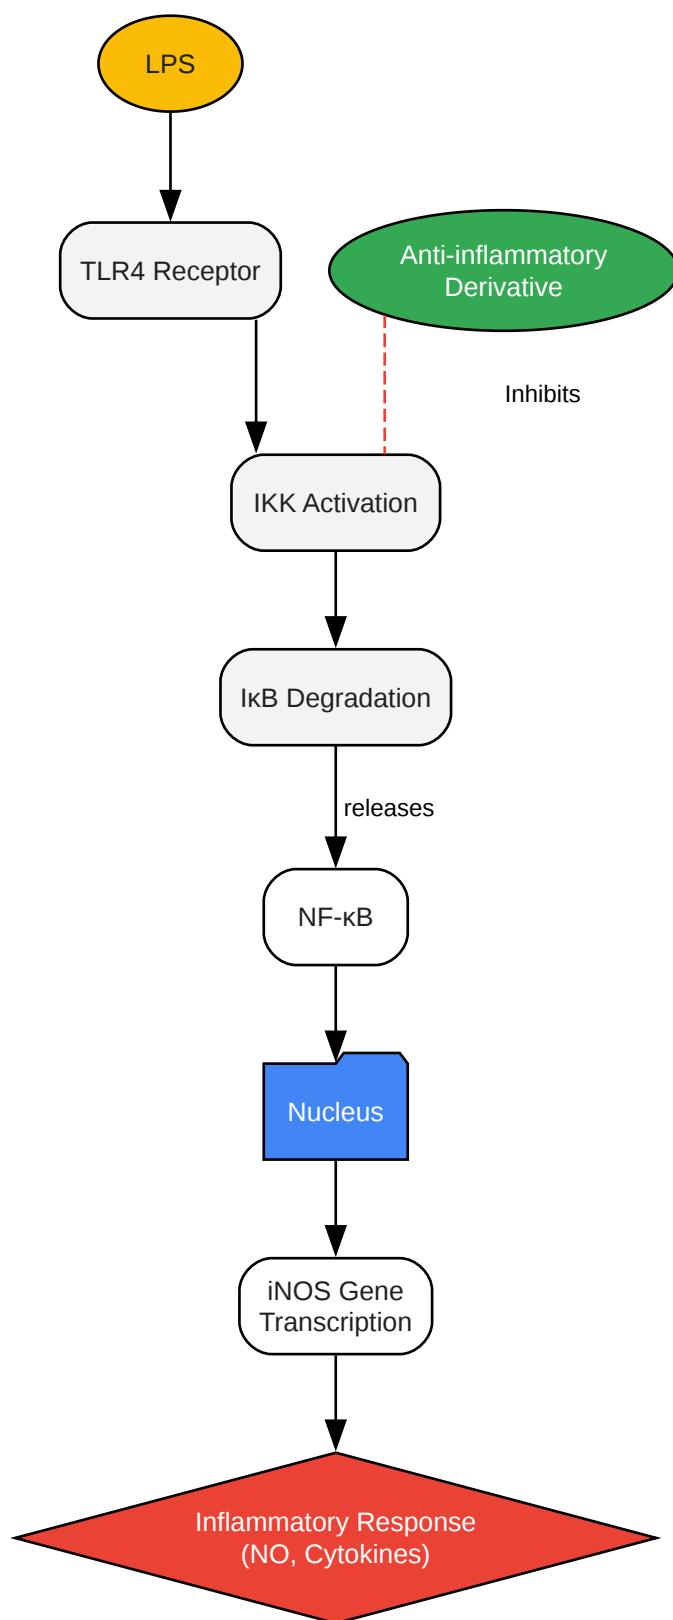 LPS
TLR4 Receptor
Anti-inflammatory
Derivative
Inhibits
IKK Activation
IκB Degradation
releases
NF-κB
Nucleus
iNOS Gene
Transcription
Inflammatory Response
(NO, Cytokines)